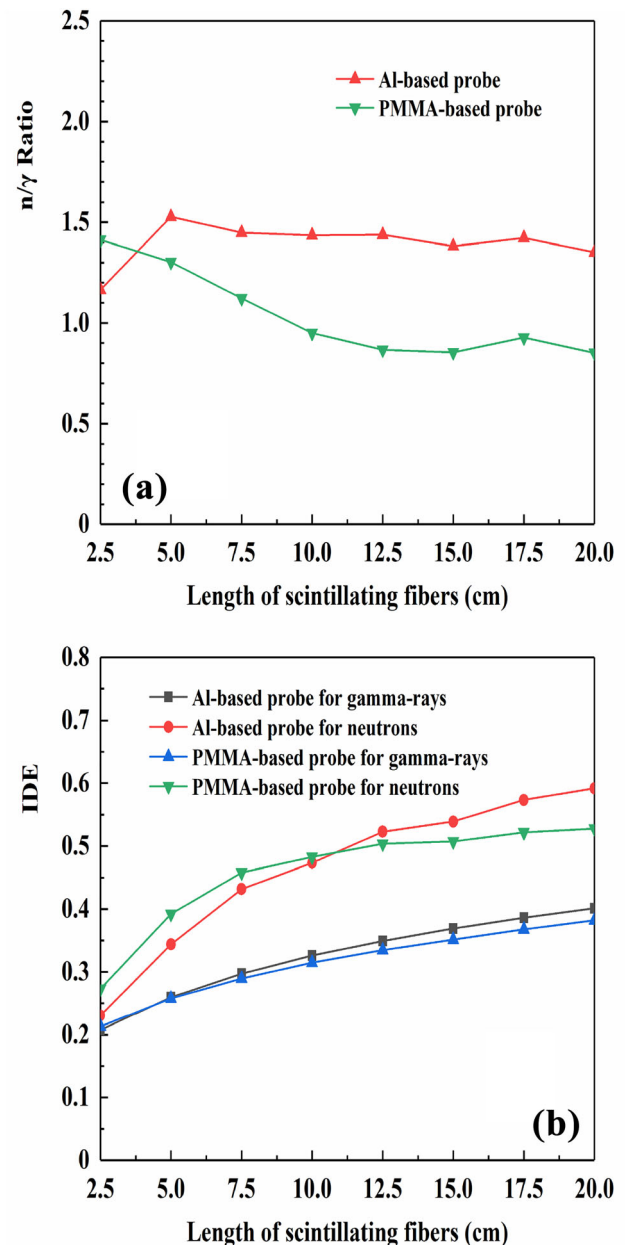 2.5
2.0
1.5
1.0
0.5
0
n/γ Ratio
Al-based probe
PMMA-based probe
(a)
2.5 5.0 7.5 10.0 12.5 15.0 17.5 20.0
Length of scintillating fibers (cm)
0.8
0.7
0.6
0.5
0.4
0.3
0.2
0.1
0
IDE
Al-based probe for gamma-rays
Al-based probe for neutrons
PMMA-based probe for gamma-rays
PMMA-based probe for neutrons
(b)
2.5 5.0 7.5 10.0 12.5 15.0 17.5 20.0
Length of scintillating fibers (cm)